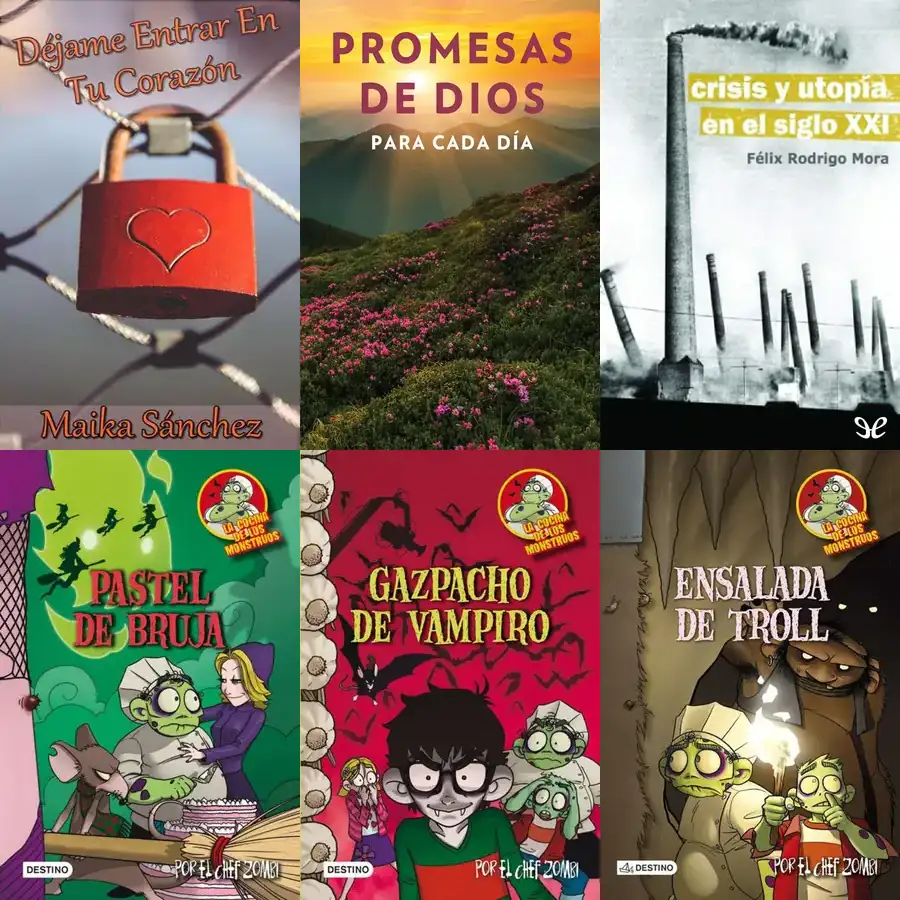 Déjame Entrar En
Tu Corazón
Maika Sánchez
PROMESAS
DE DIOS
PARA CADA DÍA
crisis y utopía
en el siglo XXI
Félix Rodrigo Mora
LA COCINA
DE LOS
MONSTRUOS
PASTEL
DE BRUJA
DESTINO
POR EL CHEF ZOMBI
LA COCINA
DE LOS
MONSTRUOS
GAZPACHO
DE VAMPIRO
DESTINO
POR EL CHEF ZOMBI
LA COCINA
DE LOS
MONSTRUOS
ENSALADA
DE TROLL
DESTINO
POR EL CHEF ZOMBI